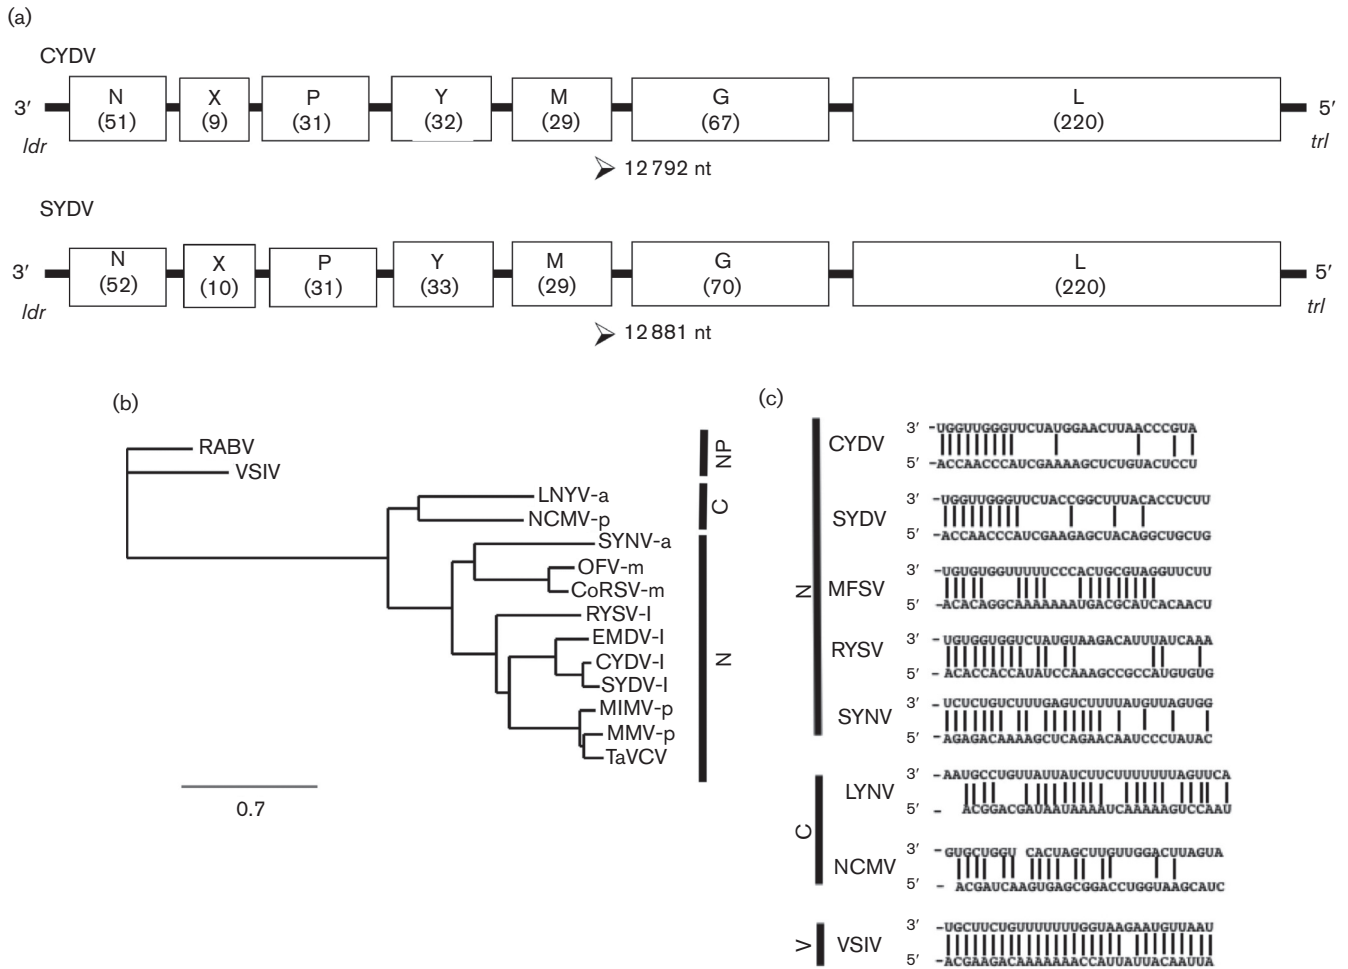 (a)
CYDV
3′ N X P Y M G L 5′
(51) (9) (31) (32) (29) (67) (220)
ldr trl
12 792 nt
SYDV
3′ N X P Y M G L 5′
(52) (10) (31) (33) (29) (70) (220)
ldr trl
12 881 nt
(b)
RABV
VSIV
LNYV-a
NCMV-p
SYNV-a
OFV-m
CoRSV-m
RYSV-l
EMDV-l
CYDV-l
SYDV-l
MIMV-p
MMV-p
TaVCV
NP
C
N
0.7
(c)
N
CYDV
3′ -UGGUUGGGUUCUAUGGAACUUAACCCGUA
5′ -ACCAACCCAUCGAAAAGCUCUGUACUCCU
SYDV
3′ -UGGUUGGGUUCUACCGGCUUUACACCUCUU
5′ -ACCAACCCAUCGAAGAGCUACAGGCUGCUG
MFSV
3′ -UGUGUGGUUUUUCCCACUGCGUAGGUUCUU
5′ -ACACAGGCAAAAAAAUGACGCAUCACAACU
RYSV
3′ -UGUGGUGGUCUAUGUAAGACAUUUAUCAAA
5′ -ACACCACCAUAUCCAAAGCCGCCAUGUGUG
SYNV
3′ -UCUCUGUCUUUGAGUCUUUUAUGUUAGUGG
5′ -AGAGACAAAAGCUCAGAACAAUCCCUAUAC
C
LYNV
3′ -AAUGCCUGUUAUUAUCUUCUUUUUUUAGUUCA
5′ - ACGGACGAUAAUAAAAUCAAAAAGUCCAAU
NCMV
3′ -GUGCUGGU CACUAGCUUGUUGGACUUAGUA
5′ - ACGAUCAAGUGAGCGGACCUGGUAAGCAUC
V
VSIV
3′ -UGCUUCUGUUUUUUUGGUAAGAAUGUUAAU
5′ -ACGAAGACAAAAAAACCAUUAUUACAAUUA